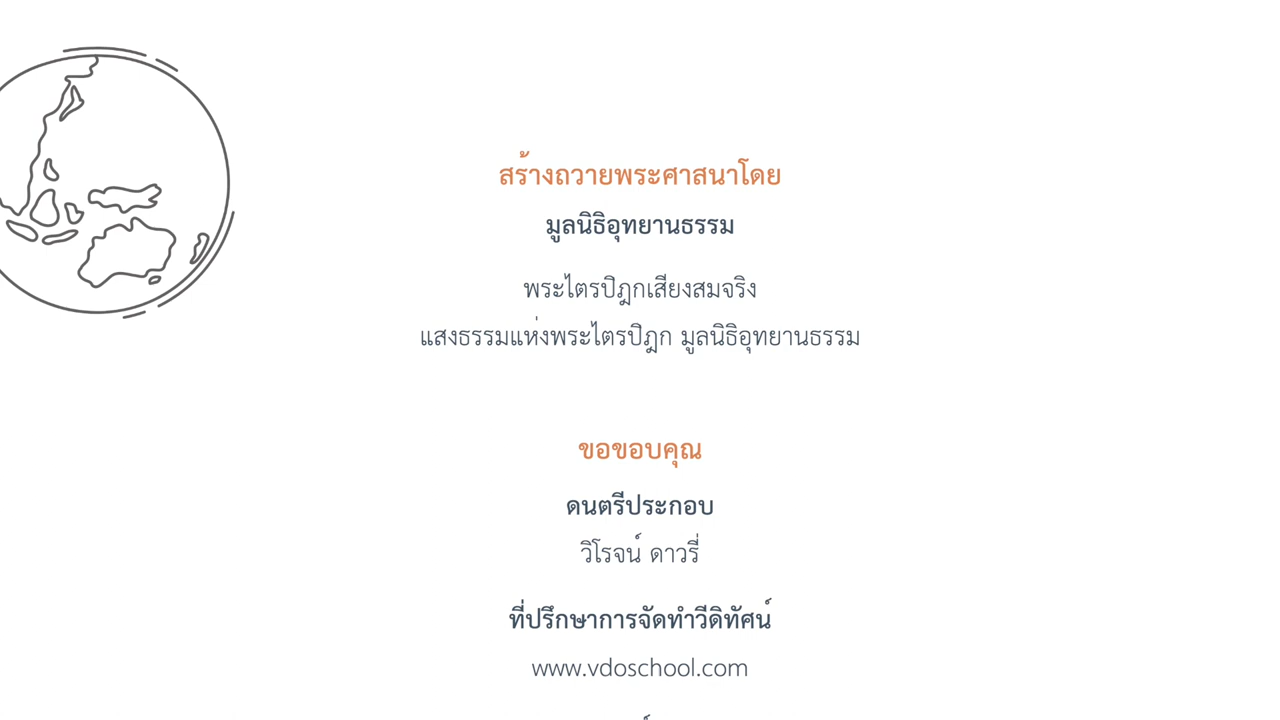 สร้างถวายพระศาสนาโดย
มูลนิธิอุทยานธรรม
พระไตรปิฎกเสียงสมจริง
แสงธรรมแห่งพระไตรปิฎก มูลนิธิอุทยานธรรม
ขอขอบคุณ
ดนตรีประกอบ
วิโรจน์ ดาวรี่
ที่ปรึกษาการจัดทำวีดิทัศน์
www.vdoschool.com